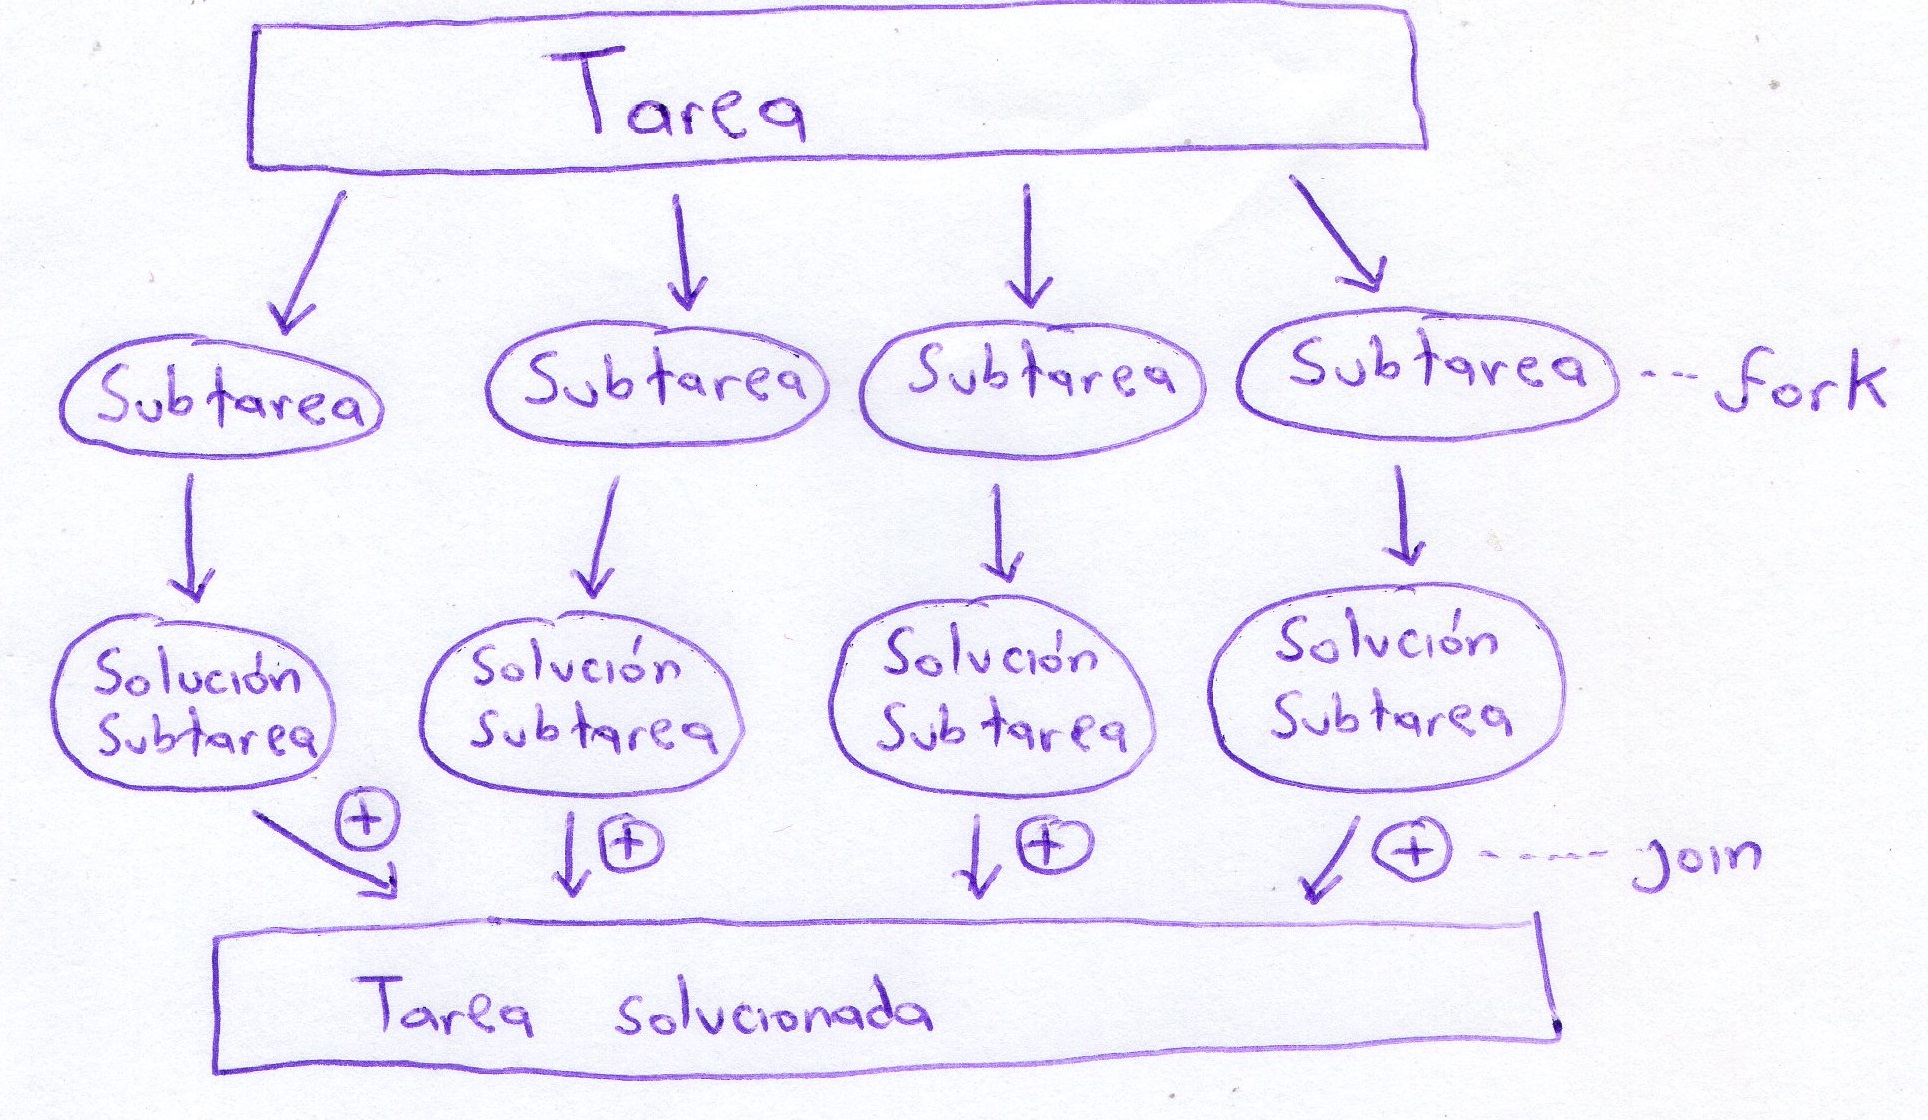 Tarea
Subtarea
Subtarea
Subtarea
Subtarea
--- fork
Solución
Subtarea
Solución
Subtarea
Solución
Subtarea
Solución
Subtarea
+
+
+
+
----- join
Tarea solucionada